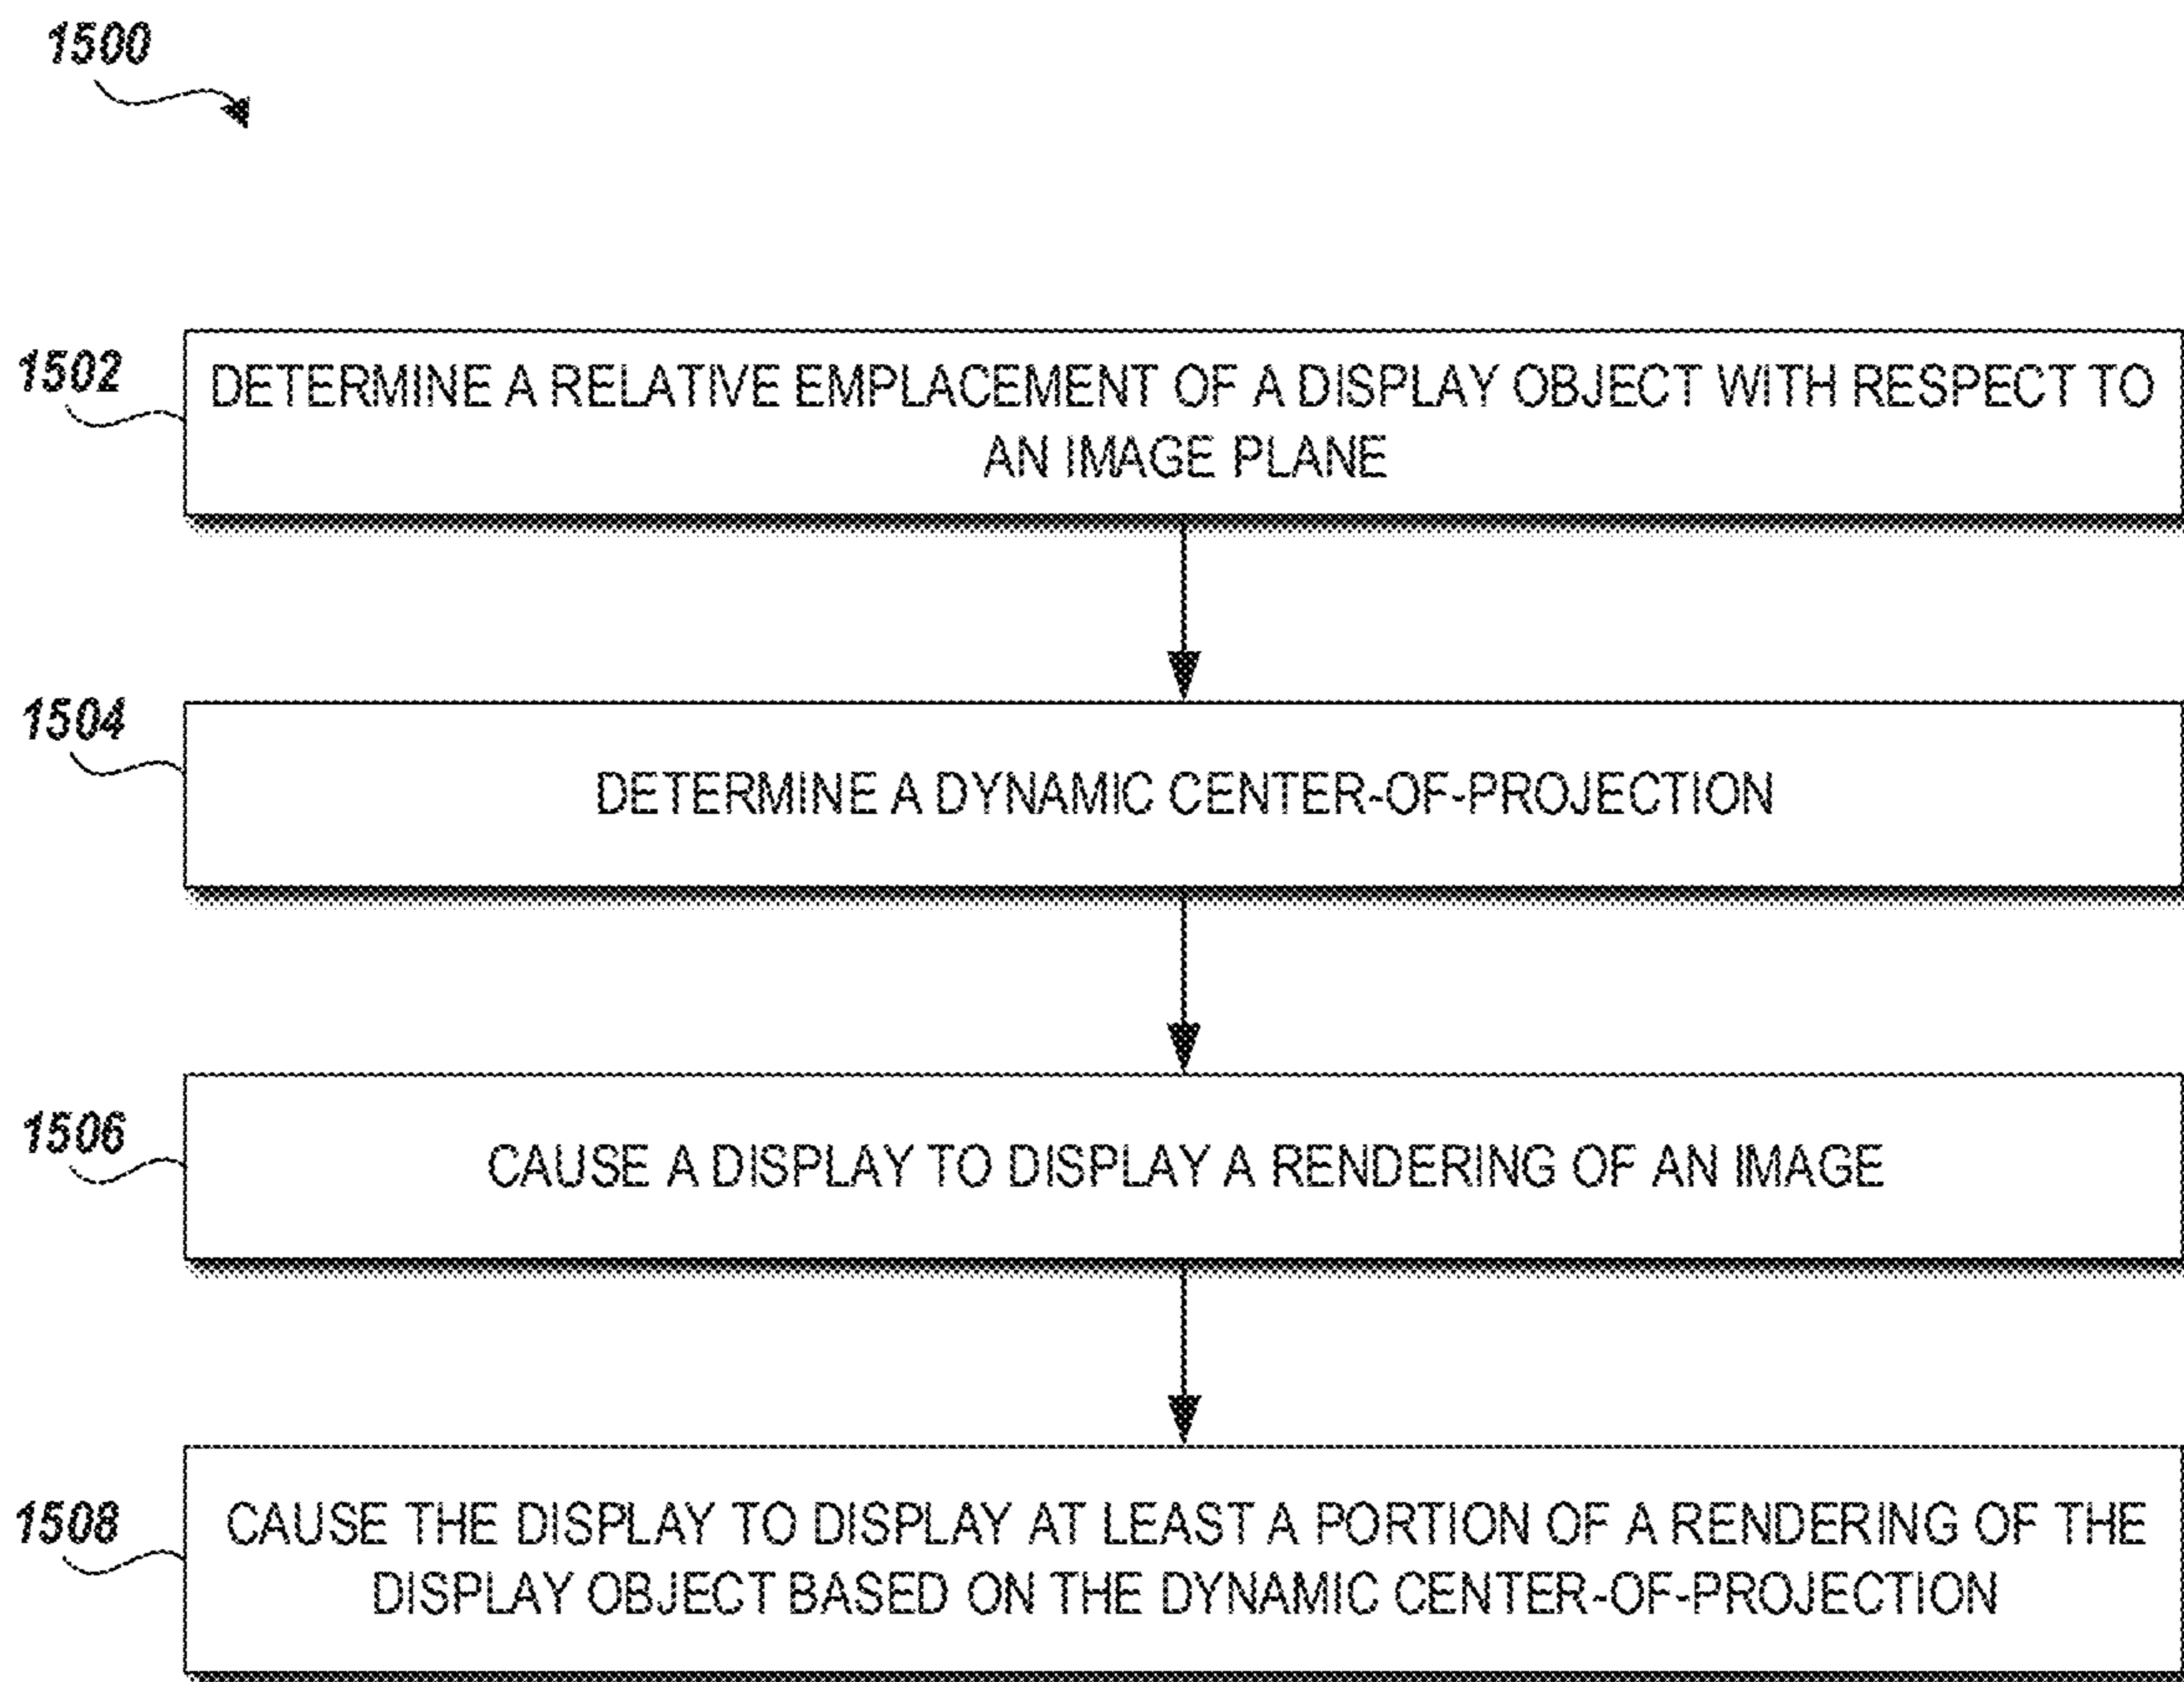 1500
1502
DETERMINE A RELATIVE EMPLACEMENT OF A DISPLAY OBJECT WITH RESPECT TO
AN IMAGE PLANE
1504
DETERMINE A DYNAMIC CENTER-OF-PROJECTION
1506
CAUSE A DISPLAY TO DISPLAY A RENDERING OF AN IMAGE
1508
CAUSE THE DISPLAY TO DISPLAY AT LEAST A PORTION OF A RENDERING OF THE
DISPLAY OBJECT BASED ON THE DYNAMIC CENTER-OF-PROJECTION